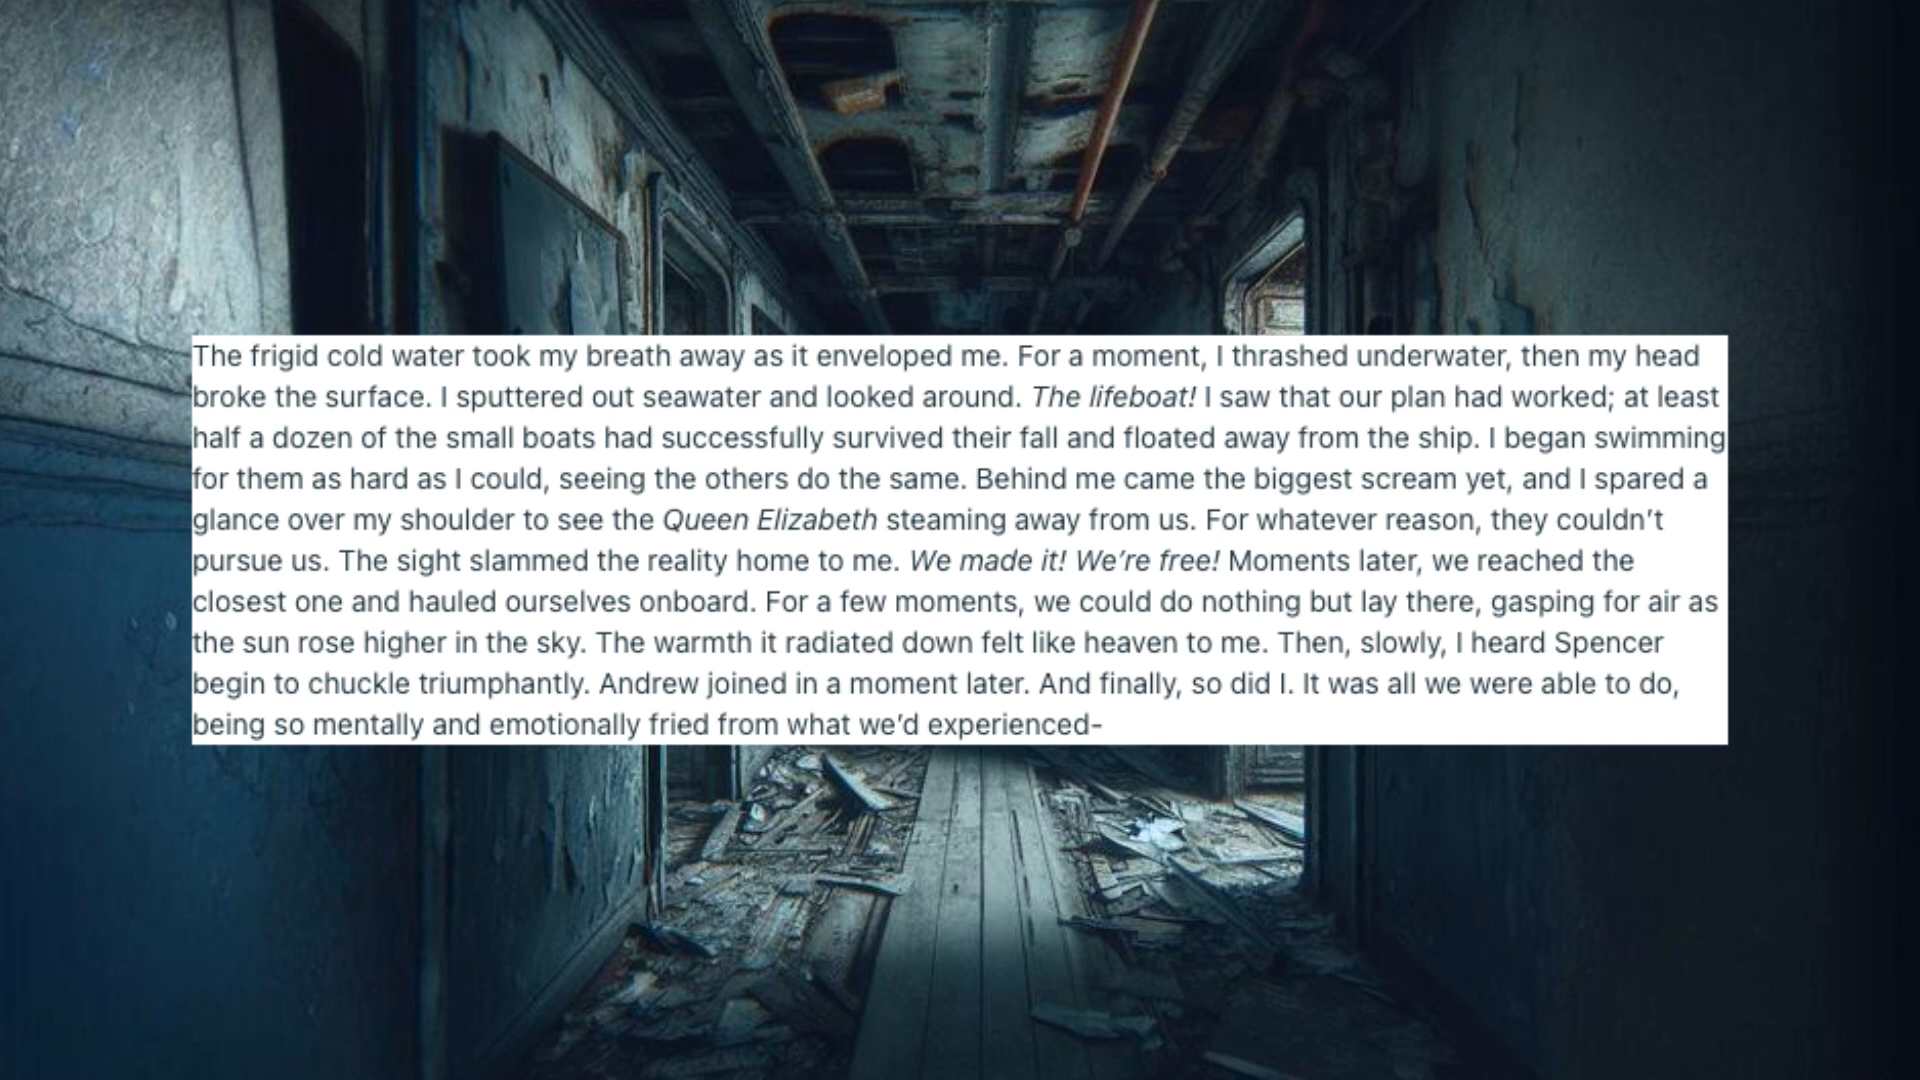 The frigid cold water took my breath away as it enveloped me. For a moment, I thrashed underwater, then my head
broke the surface. I sputtered out seawater and looked around. The lifeboat! I saw that our plan had worked; at least
half a dozen of the small boats had successfully survived their fall and floated away from the ship. I began swimming
for them as hard as I could, seeing the others do the same. Behind me came the biggest scream yet, and I spared a
glance over my shoulder to see the Queen Elizabeth steaming away from us. For whatever reason, they couldn’t
pursue us. The sight slammed the reality home to me. We made it! We’re free! Moments later, we reached the
closest one and hauled ourselves onboard. For a few moments, we could do nothing but lay there, gasping for air as
the sun rose higher in the sky. The warmth it radiated down felt like heaven to me. Then, slowly, I heard Spencer
begin to chuckle triumphantly. Andrew joined in a moment later. And finally, so did I. It was all we were able to do,
being so mentally and emotionally fried from what we’d experienced-